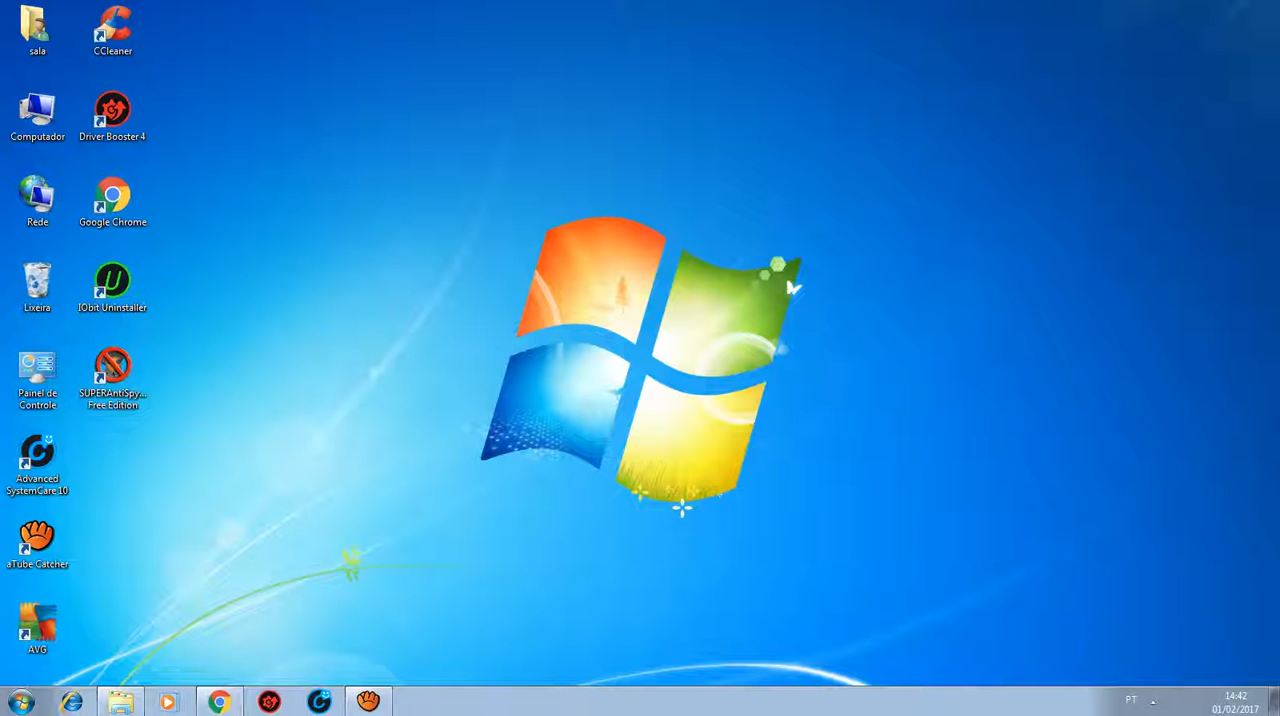 sala
CCleaner
Computador
Driver Booster 4
Rede
Google Chrome
Lixeira
IObit Uninstaller
Painel de
Controle
SUPERAntiSpy...
Free Edition
Advanced
SystemCare 10
aTube Catcher
AVG
PT
14:42
01/02/2017